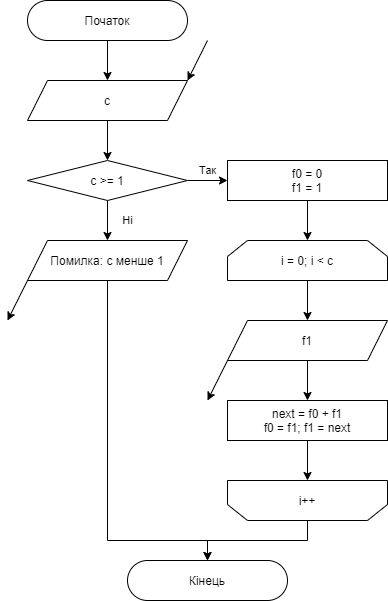 Початок
c
c >= 1
Так
f0 = 0
f1 = 1
Ні
Помилка: c менше 1
i = 0; i < c
f1
next = f0 + f1
f0 = f1; f1 = next
i++
Кінець